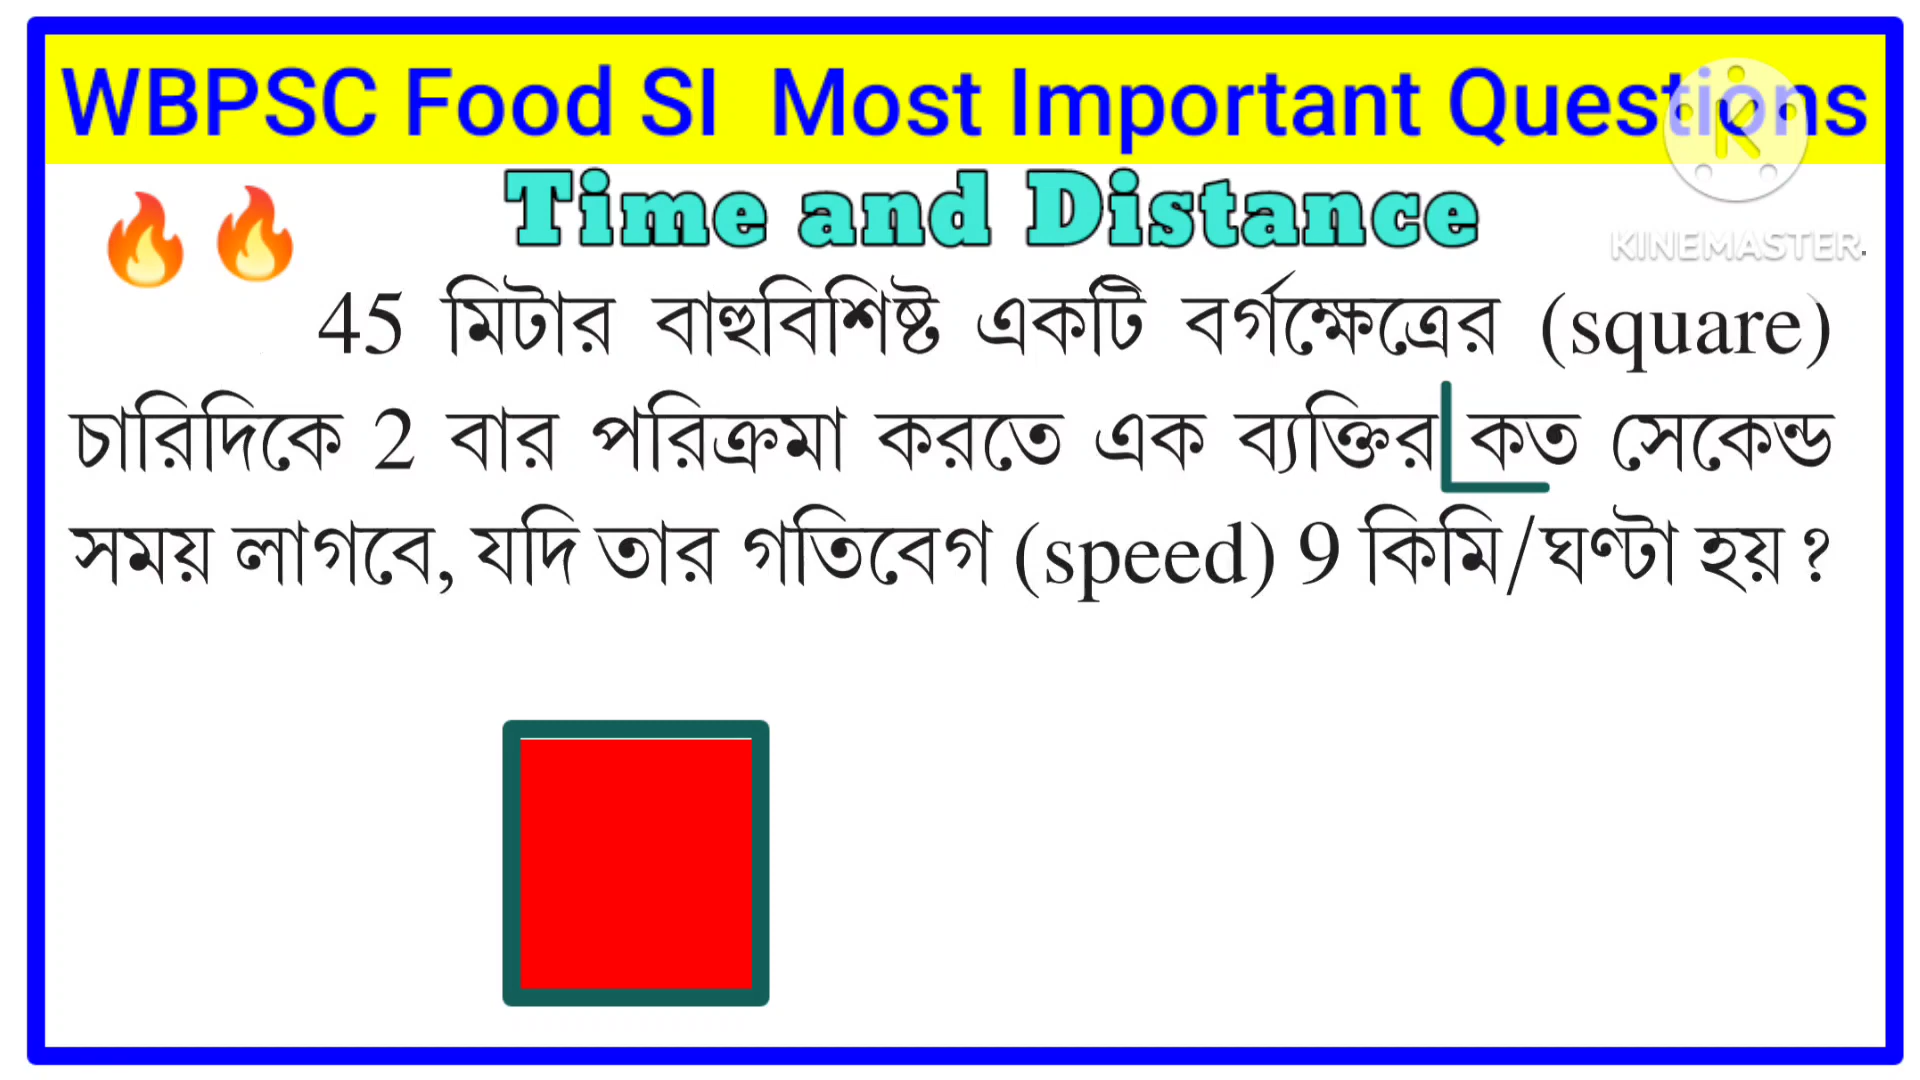 WBPSC Food SI Most Important Questions
Time and Distance
KINEMASTER
45 মিটার বাহুবিশিষ্ট একটি বর্গক্ষেত্রের (square)
চারিদিকে 2 বার পরিক্রমা করতে এক ব্যক্তির কত সেকেন্ড
সময় লাগবে, যদি তার গতিবেগ (speed) 9 কিমি/ঘণ্টা হয় ?